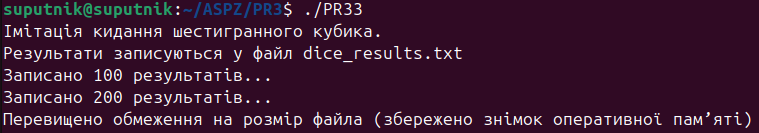 suputnik@suputnik:~/ASPZ/PR3$ ./PR33
Імітація кидання шестигранного кубика.
Результати записуються у файл dice_results.txt
Записано 100 результатів...
Записано 200 результатів...
Перевищено обмеження на розмір файла (збережено знімок оперативної пам’яті)